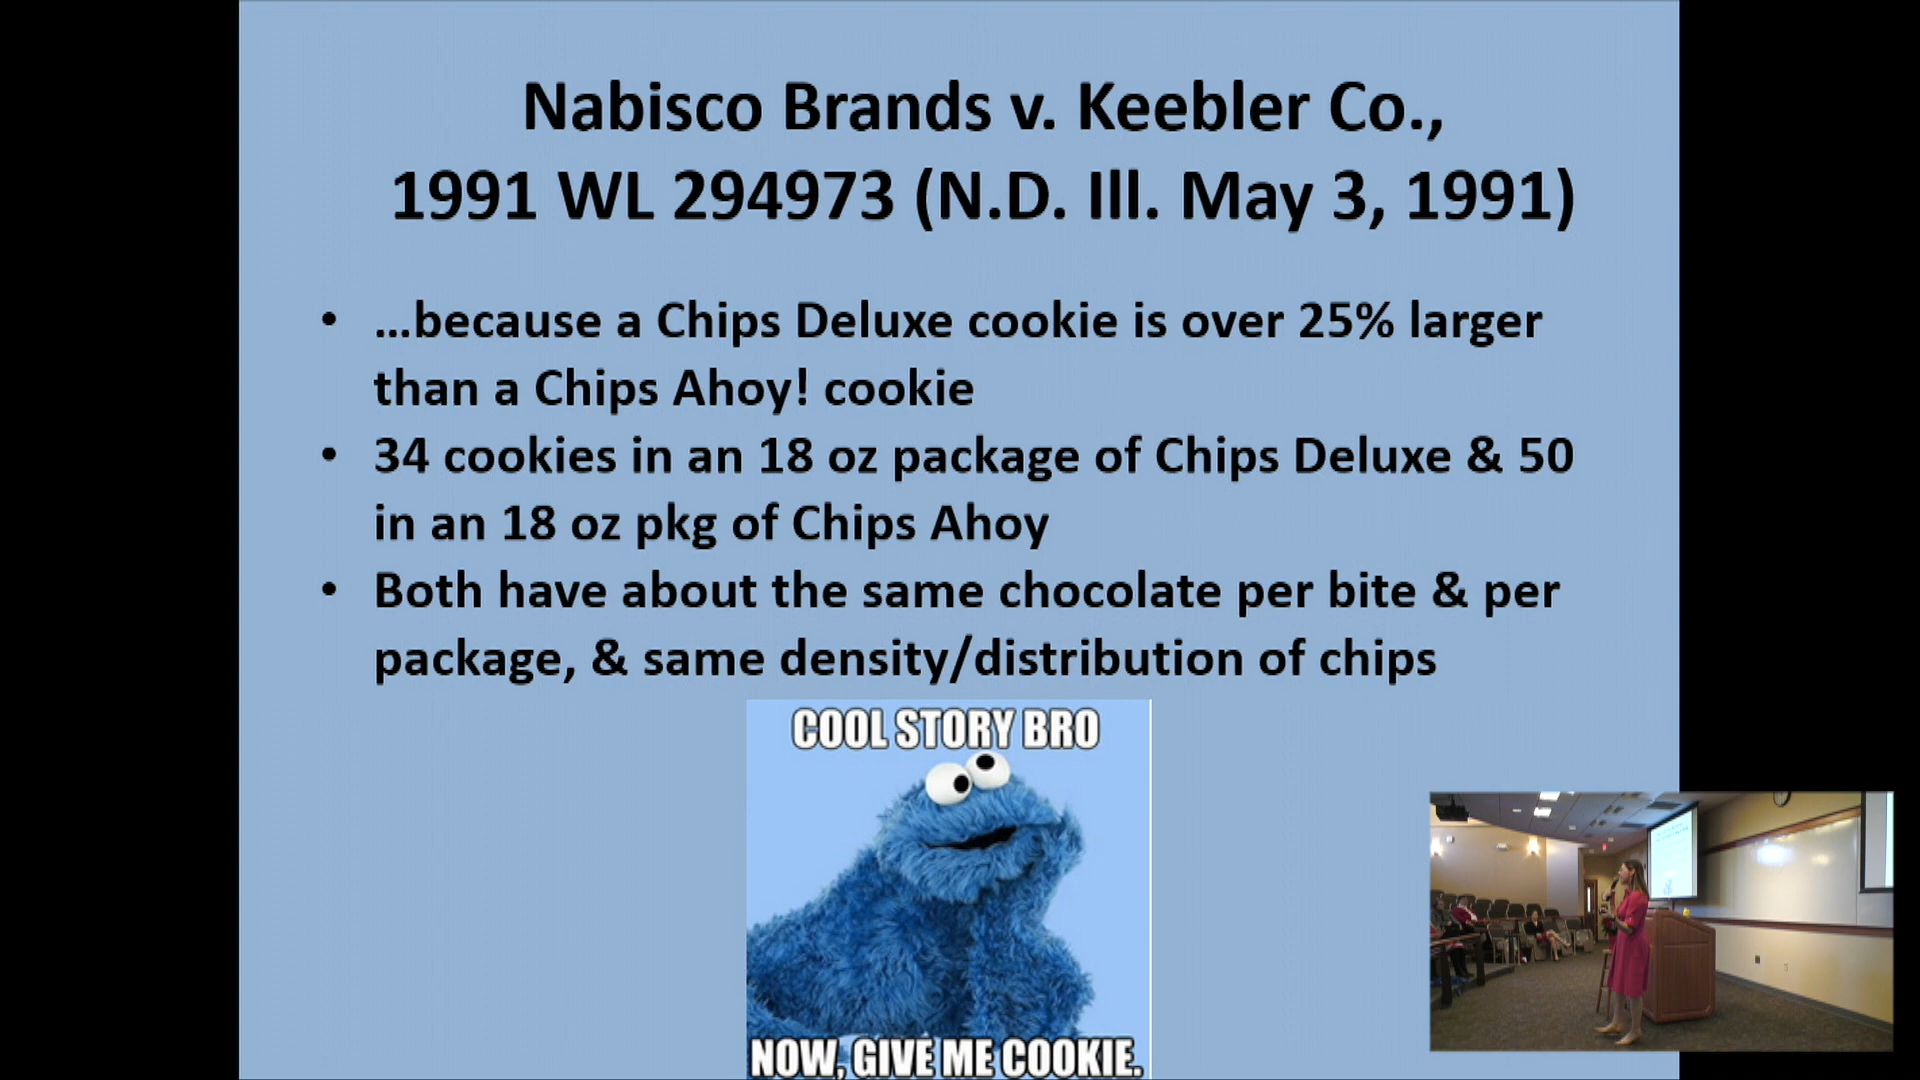 Nabisco Brands v. Keebler Co.,
1991 WL 294973 (N.D. Ill. May 3, 1991)
• …because a Chips Deluxe cookie is over 25% larger
than a Chips Ahoy! cookie
• 34 cookies in an 18 oz package of Chips Deluxe & 50
in an 18 oz pkg of Chips Ahoy
• Both have about the same chocolate per bite & per
package, & same density/distribution of chips
COOL STORY BRO
NOW, GIVE ME COOKIE.